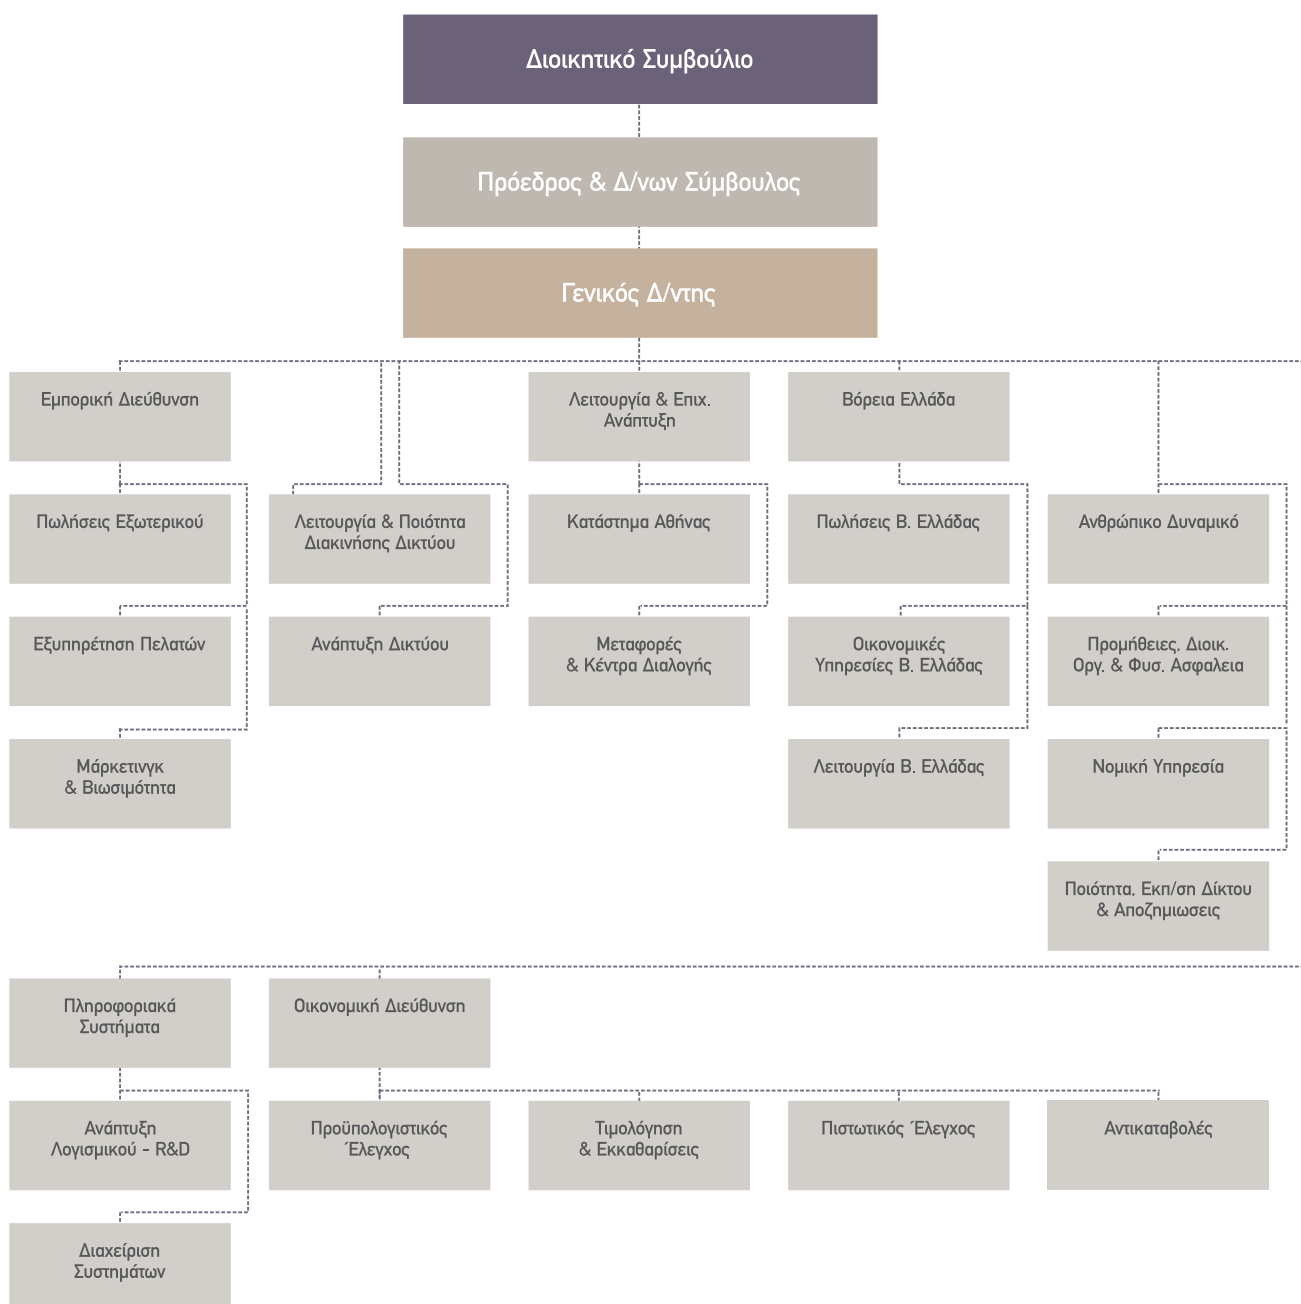 Διοικητικό Συμβούλιο
Πρόεδρος & Δ/νων Σύμβουλος
Γενικός Δ/ντης
Εμπορική Διεύθυνση
Λειτουργία & Επιχ.
Ανάπτυξη
Βόρεια Ελλάδα
Πωλήσεις Εξωτερικού
Λειτουργία & Ποιότητα
Διακινήσης Δικτύου
Κατάστημα Αθήνας
Πωλήσεις Β. Ελλάδας
Ανθρώπικο Δυναμικό
Εξυπηρέτηση Πελατών
Ανάπτυξη Δικτύου
Μεταφορές
& Κέντρα Διαλογής
Οικονομικές
Υπηρεσίες Β. Ελλάδας
Προμήθειες, Διοικ.
Οργ. & Φυσ. Ασφαλεια
Μάρκετινγκ
& Βιωσιμότητα
Λειτουργία Β. Ελλάδας
Νομική Υπηρεσία
Ποιότητα, Εκπ/ση Δίκτου
& Αποζημιωσεις
Πληροφοριακά
Συστήματα
Οικονομική Διεύθυνση
Ανάπτυξη
Λογισμικού - R&D
Προϋπολογιστικός
Έλεγχος
Τιμολόγηση
& Εκκαθαρίσεις
Πιστωτικός Έλεγχος
Αντικαταβολές
Διαχείριση
Συστημάτων